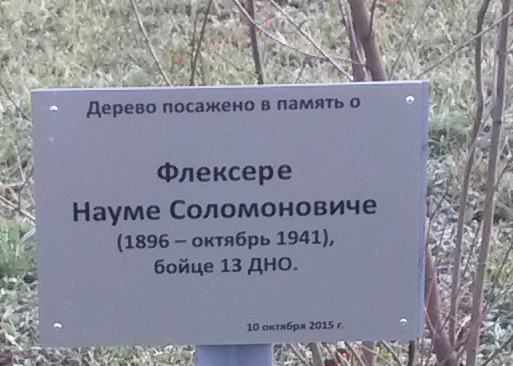 Дерево посажено в память о
Флексере
Науме Соломоновиче
(1896 – октябрь 1941),
бойце 13 ДНО.
10 октября 2015 г.